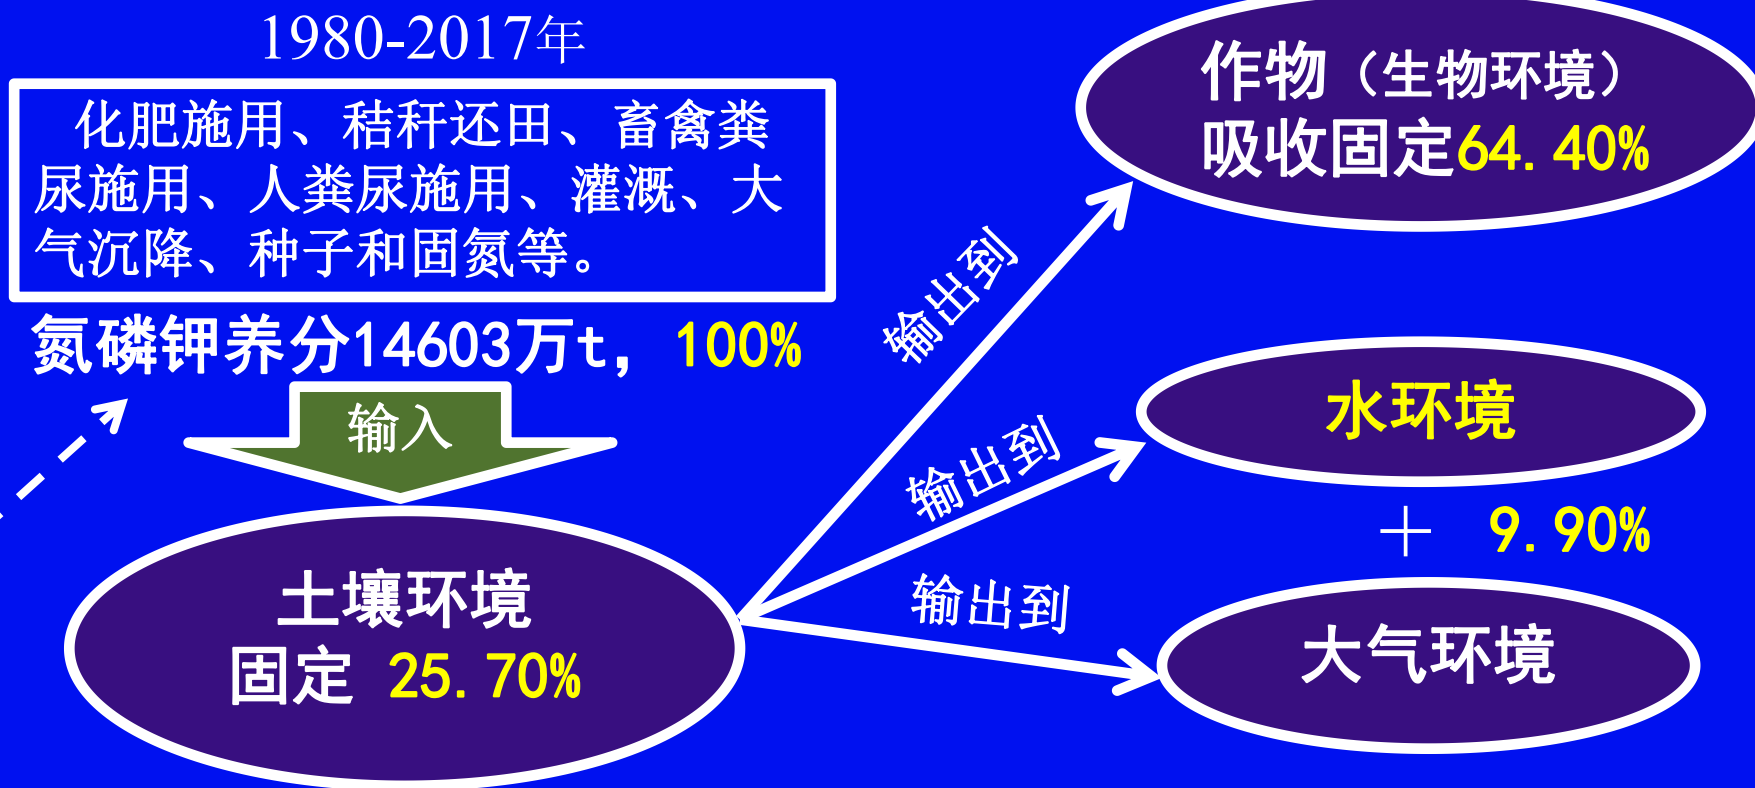 1980-2017年
化肥施用、秸秆还田、畜禽粪
尿施用、人粪尿施用、灌溉、大
气沉降、种子和固氮等。
氮磷钾养分14603万t，100%
输入
土壤环境
固定 25.70%
输出到
作物（生物环境）
吸收固定64.40%
输出到
水环境
+ 9.90%
输出到
大气环境